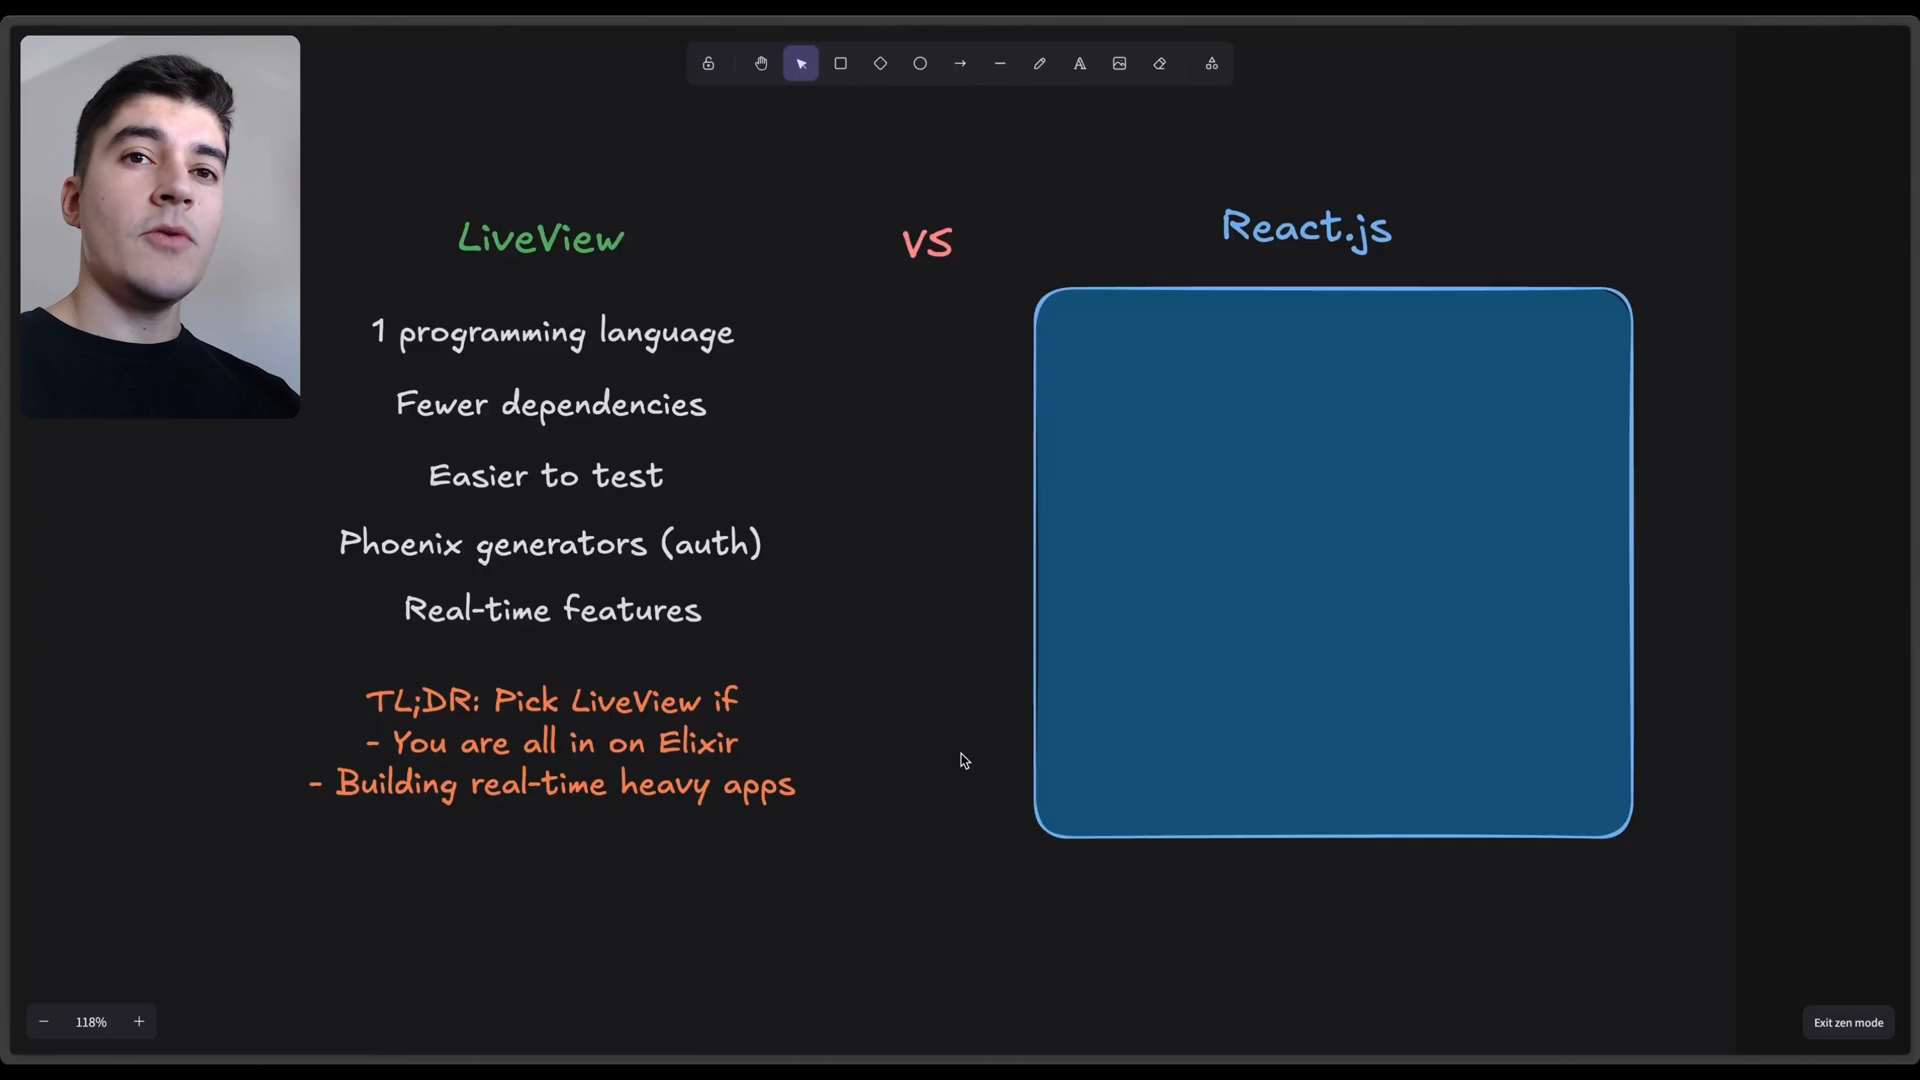 LiveView
vs
React.js
1 programming language
Fewer dependencies
Easier to test
Phoenix generators (auth)
Real-time features
TL;DR: Pick LiveView if
- You are all in on Elixir
- Building real-time heavy apps
118%
Exit zen mode